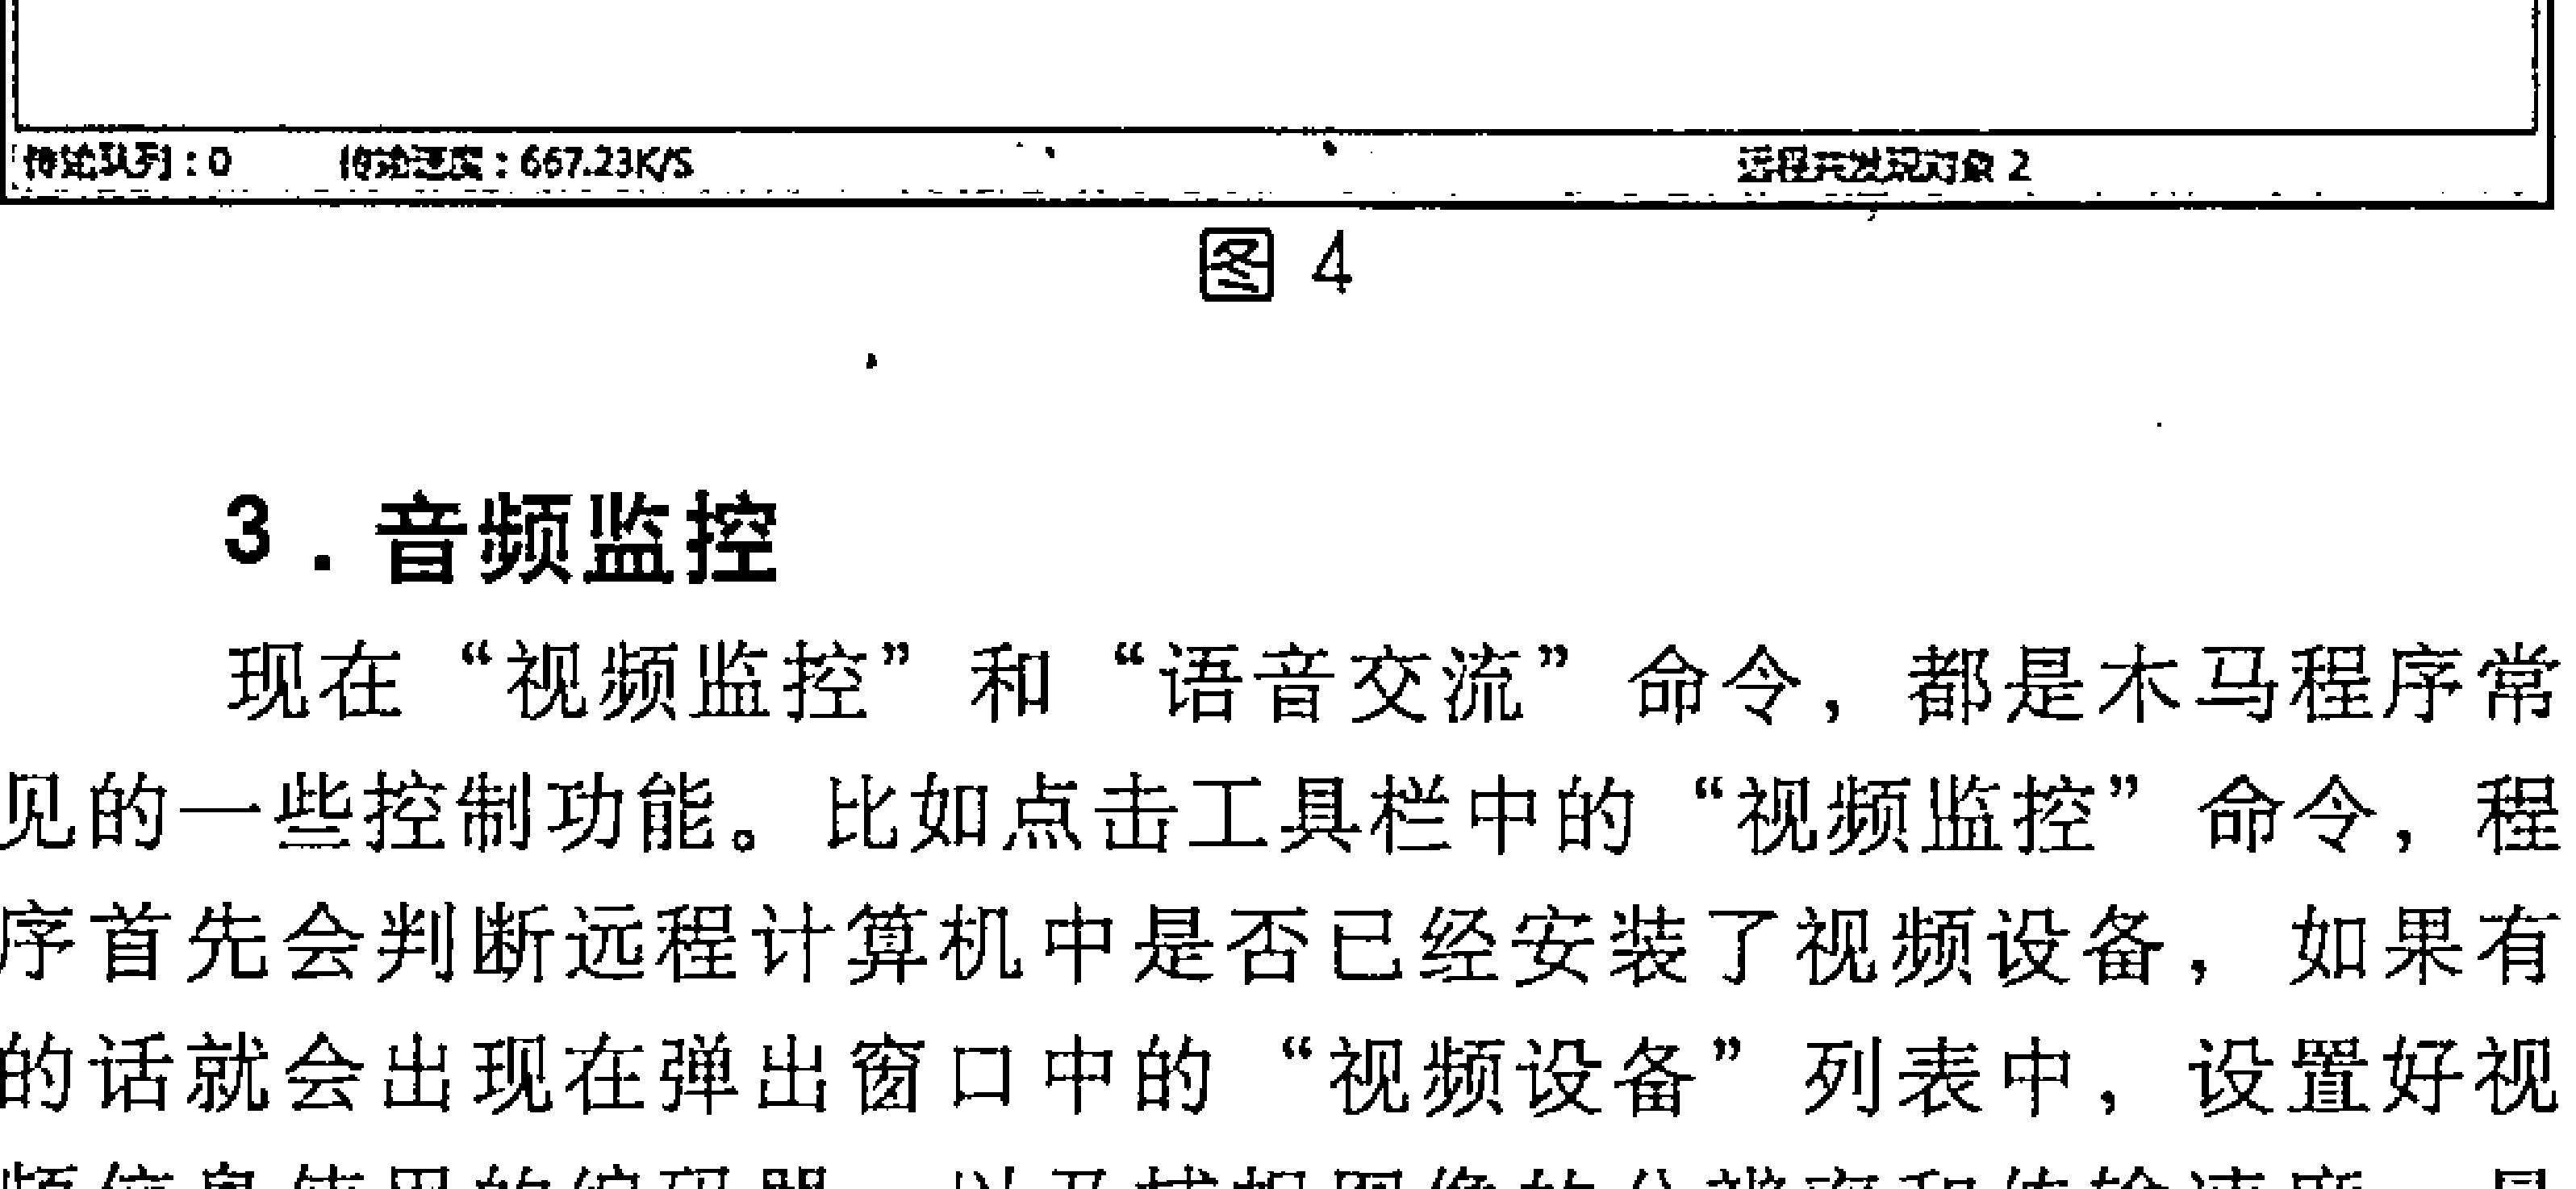 传输队列：0 传输速度：667.23K/S 远程共发现对象 2
图 4
3．音频监控
现在“视频监控”和“语音交流”命令，都是木马程序常
见的一些控制功能。比如点击工具栏中的“视频监控”命令，程
序首先会判断远程计算机中是否已经安装了视频设备，如果有
的话就会出现在弹出窗口中的“视频设备”列表中，设置好视